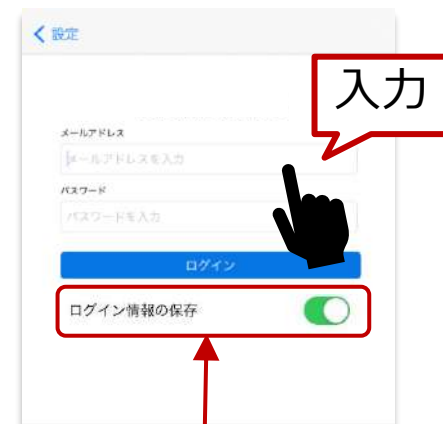 設定
入力
メールアドレス
メールアドレスを入力
パスワード
パスワードを入力
ログイン
ログイン情報の保存